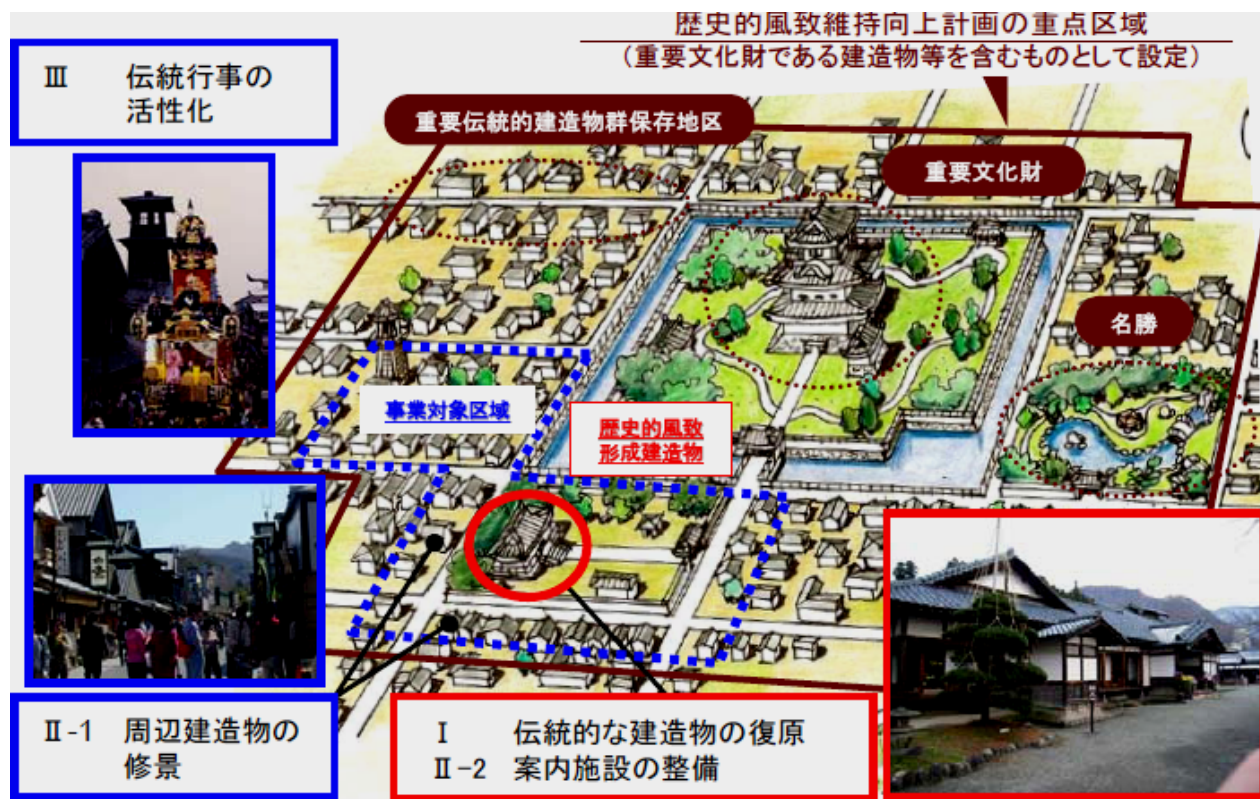 歴史的風致維持向上計画の重点区域
（重要文化財である建造物等を含むものとして設定）
Ⅲ 伝統行事の
活性化
重要伝統的建造物群保存地区
重要文化財
名勝
事業対象区域
歴史的風致
形成建造物
Ⅱ-1 周辺建造物の
修景
Ⅰ 伝統的な建造物の復原
Ⅱ-2 案内施設の整備